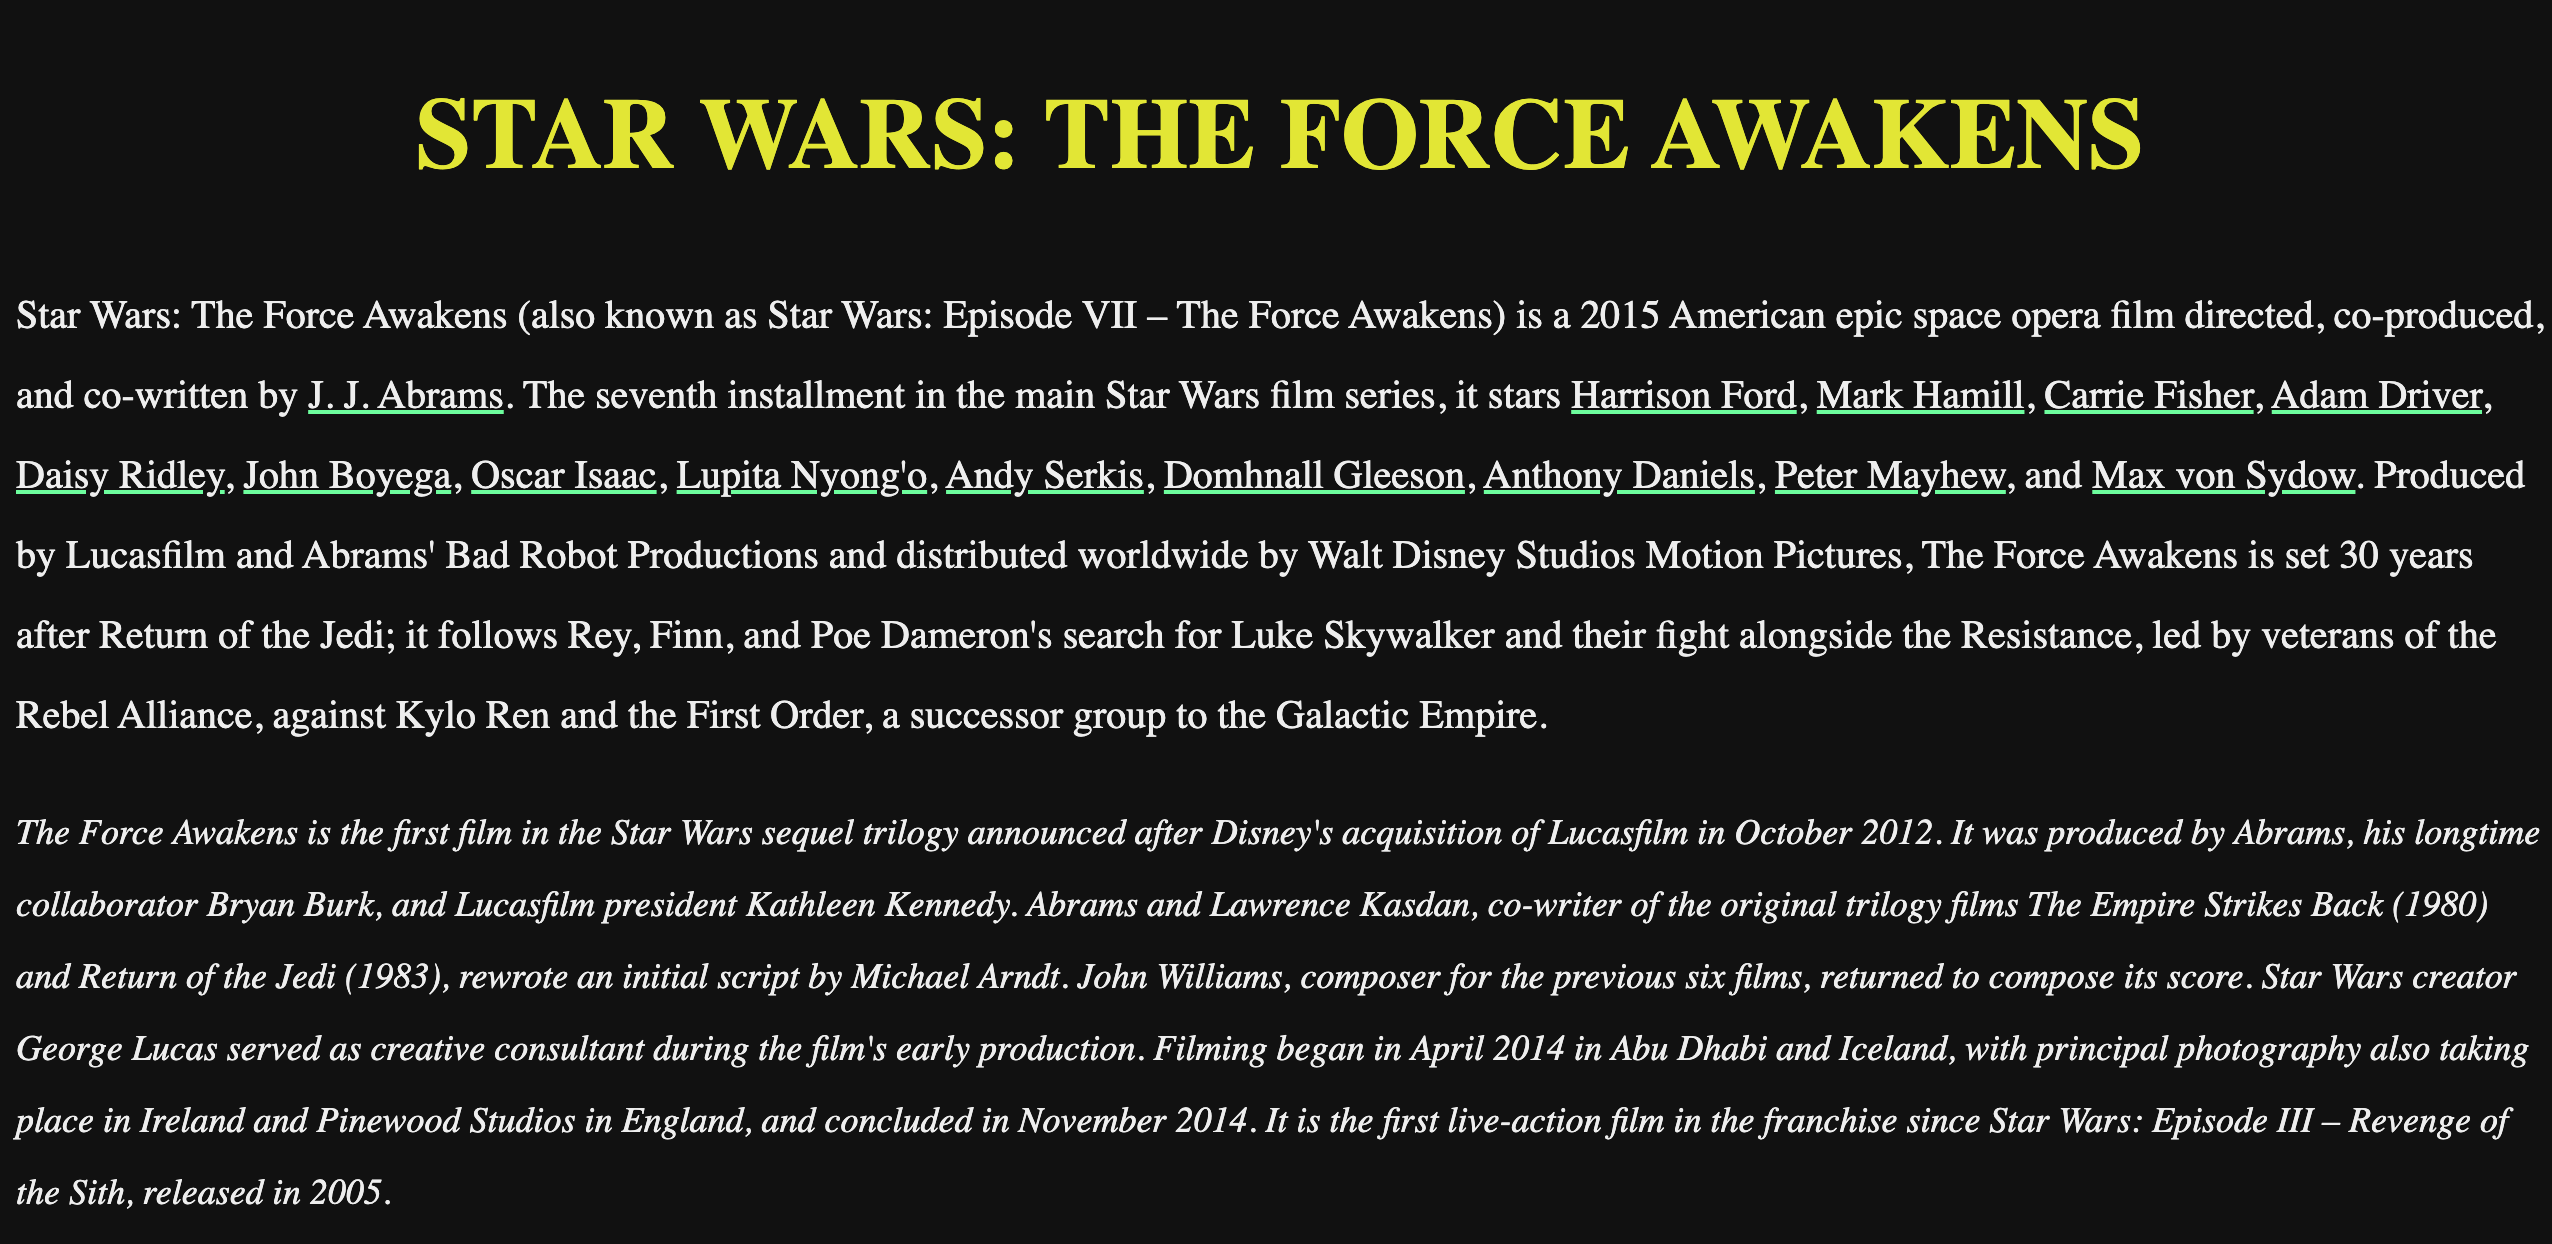 STAR WARS: THE FORCE AWAKENS
Star Wars: The Force Awakens (also known as Star Wars: Episode VII – The Force Awakens) is a 2015 American epic space opera film directed, co-produced,
and co-written by J. J. Abrams. The seventh installment in the main Star Wars film series, it stars Harrison Ford, Mark Hamill, Carrie Fisher, Adam Driver,
Daisy Ridley, John Boyega, Oscar Isaac, Lupita Nyong'o, Andy Serkis, Domhnall Gleeson, Anthony Daniels, Peter Mayhew, and Max von Sydow. Produced
by Lucasfilm and Abrams' Bad Robot Productions and distributed worldwide by Walt Disney Studios Motion Pictures, The Force Awakens is set 30 years
after Return of the Jedi; it follows Rey, Finn, and Poe Dameron's search for Luke Skywalker and their fight alongside the Resistance, led by veterans of the
Rebel Alliance, against Kylo Ren and the First Order, a successor group to the Galactic Empire.
The Force Awakens is the first film in the Star Wars sequel trilogy announced after Disney's acquisition of Lucasfilm in October 2012. It was produced by Abrams, his longtime
collaborator Bryan Burk, and Lucasfilm president Kathleen Kennedy. Abrams and Lawrence Kasdan, co-writer of the original trilogy films The Empire Strikes Back (1980)
and Return of the Jedi (1983), rewrote an initial script by Michael Arndt. John Williams, composer for the previous six films, returned to compose its score. Star Wars creator
George Lucas served as creative consultant during the film's early production. Filming began in April 2014 in Abu Dhabi and Iceland, with principal photography also taking
place in Ireland and Pinewood Studios in England, and concluded in November 2014. It is the first live-action film in the franchise since Star Wars: Episode III – Revenge of
the Sith, released in 2005.